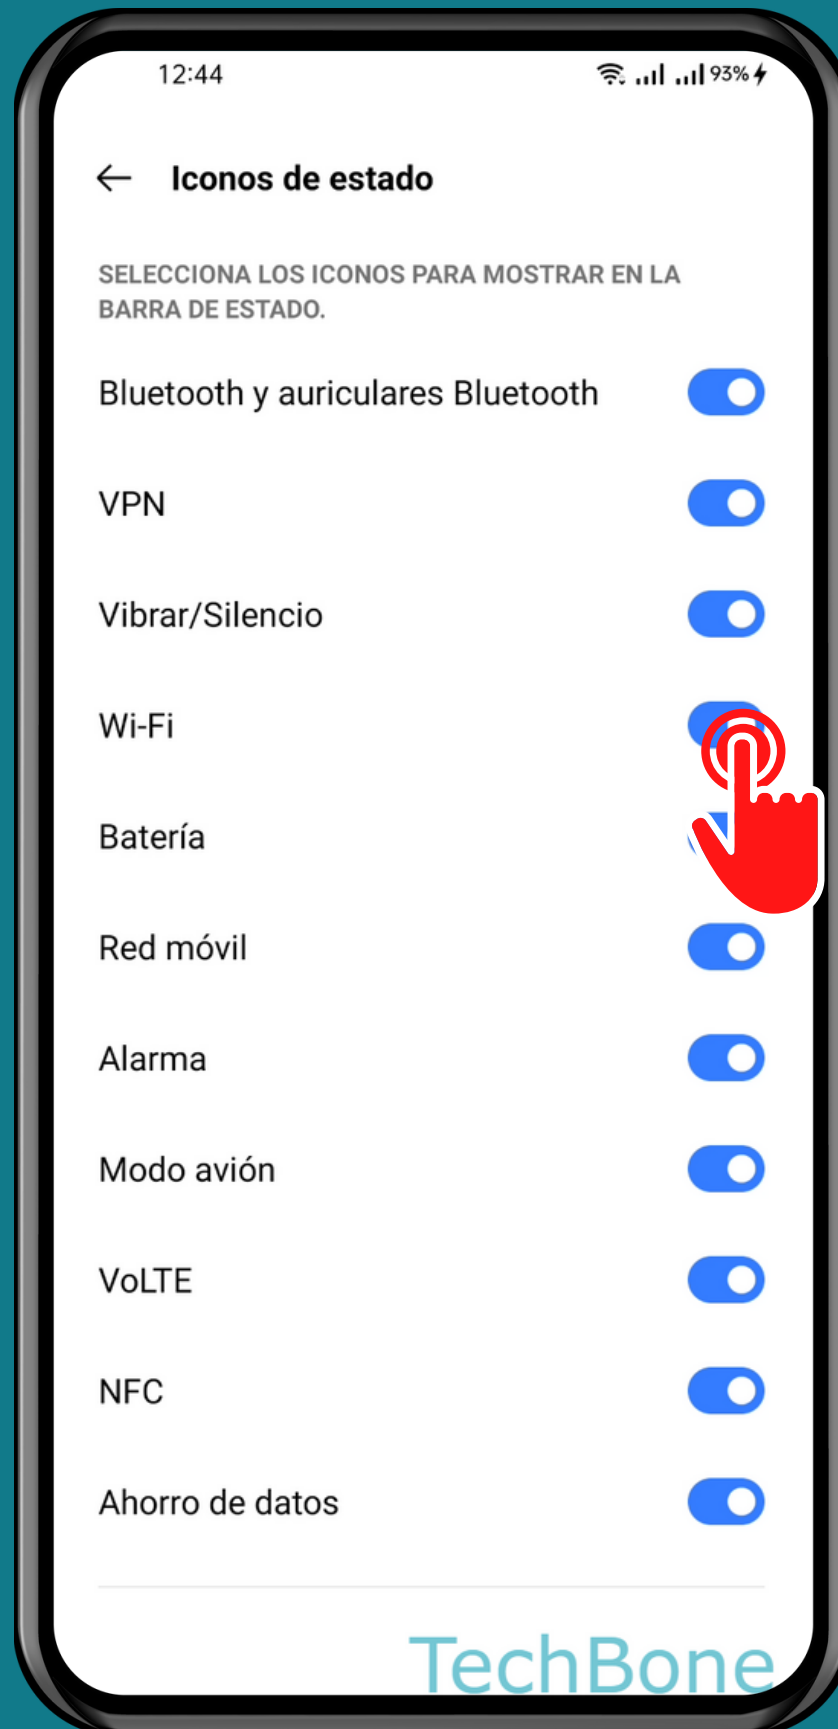 12:44
93%
Iconos de estado
SELECCIONA LOS ICONOS PARA MOSTRAR EN LA
BARRA DE ESTADO.
Bluetooth y auriculares Bluetooth
VPN
Vibrar/Silencio
Wi-Fi
Batería
Red móvil
Alarma
Modo avión
VoLTE
NFC
Ahorro de datos
TechBone